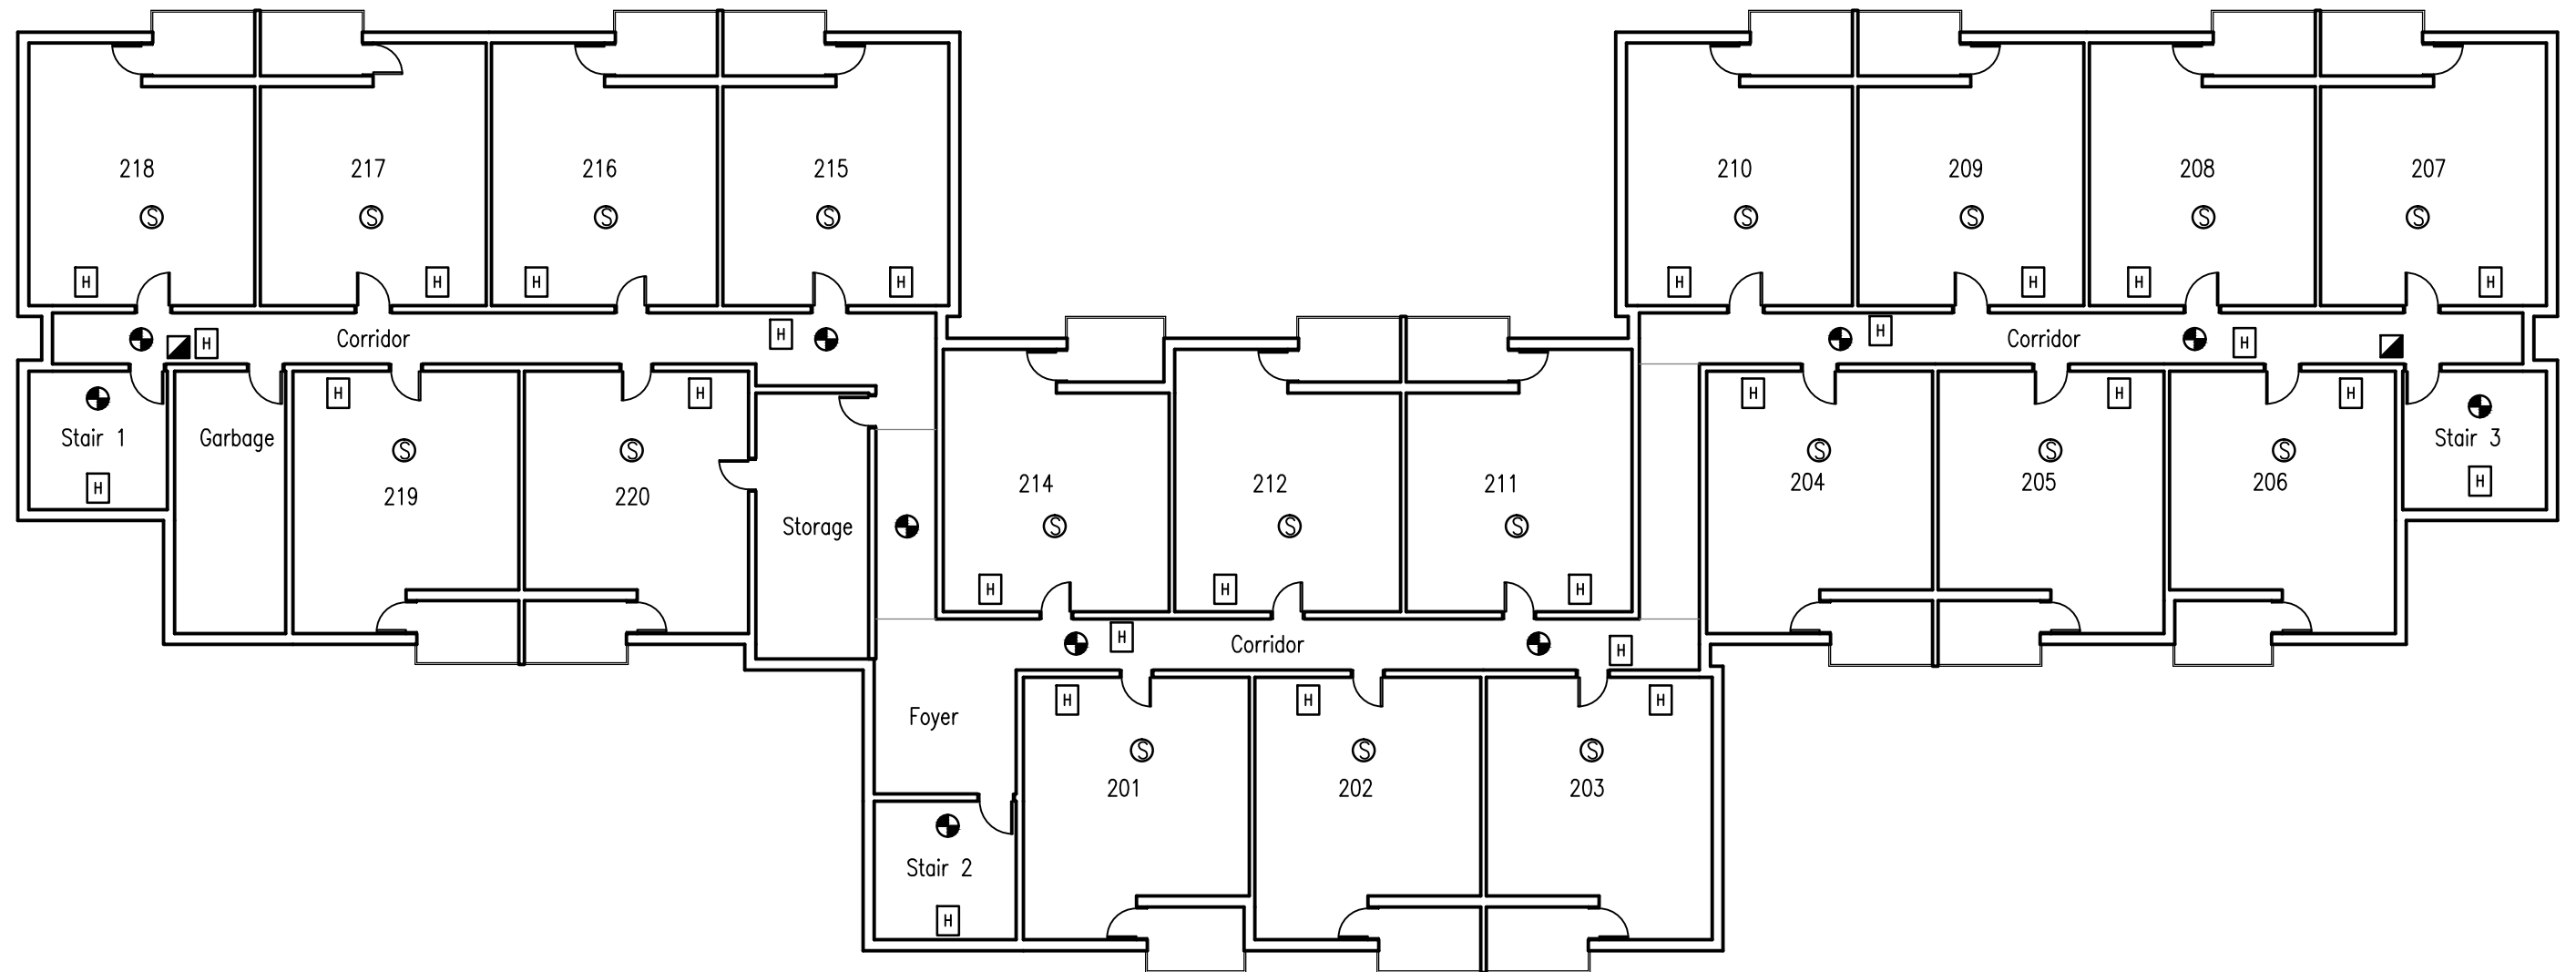 218
217
216
215
210
209
208
207
S
S
S
S
S
S
S
S
H
H
H
H
H
H
H
H
H
Corridor
H
H
Corridor
H
H
H
H
H
H
Stair 1
Garbage
S
S
S
S
S
Stair 3
H
219
220
214
212
211
204
205
206
H
Storage
S
S
S
H
H
H
H
Corridor
H
H
H
H
Foyer
S
S
S
201
202
203
Stair 2
H